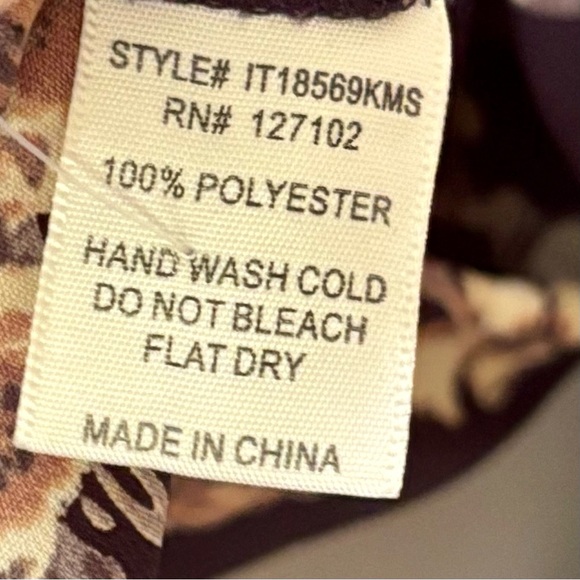 STYLE# IT18569KMS
RN# 127102
100% POLYESTER
HAND WASH COLD
DO NOT BLEACH
FLAT DRY
MADE IN CHINA